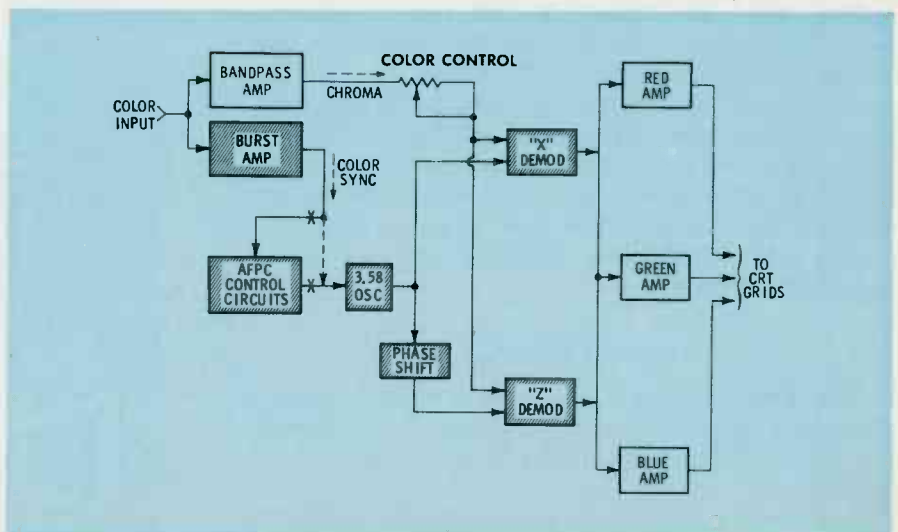 COLOR CONTROL
BANDPASS
AMP
CHROMA
COLOR
INPUT
BURST
AMP
COLOR
SYNC
AFPC
CONTROL
CIRCUITS
3.58
OSC
PHASE
SHIFT
"X"
DEMOD
"Z"
DEMOD
RED
AMP
GREEN
AMP
BLUE
AMP
TO
CRT
GRIDS